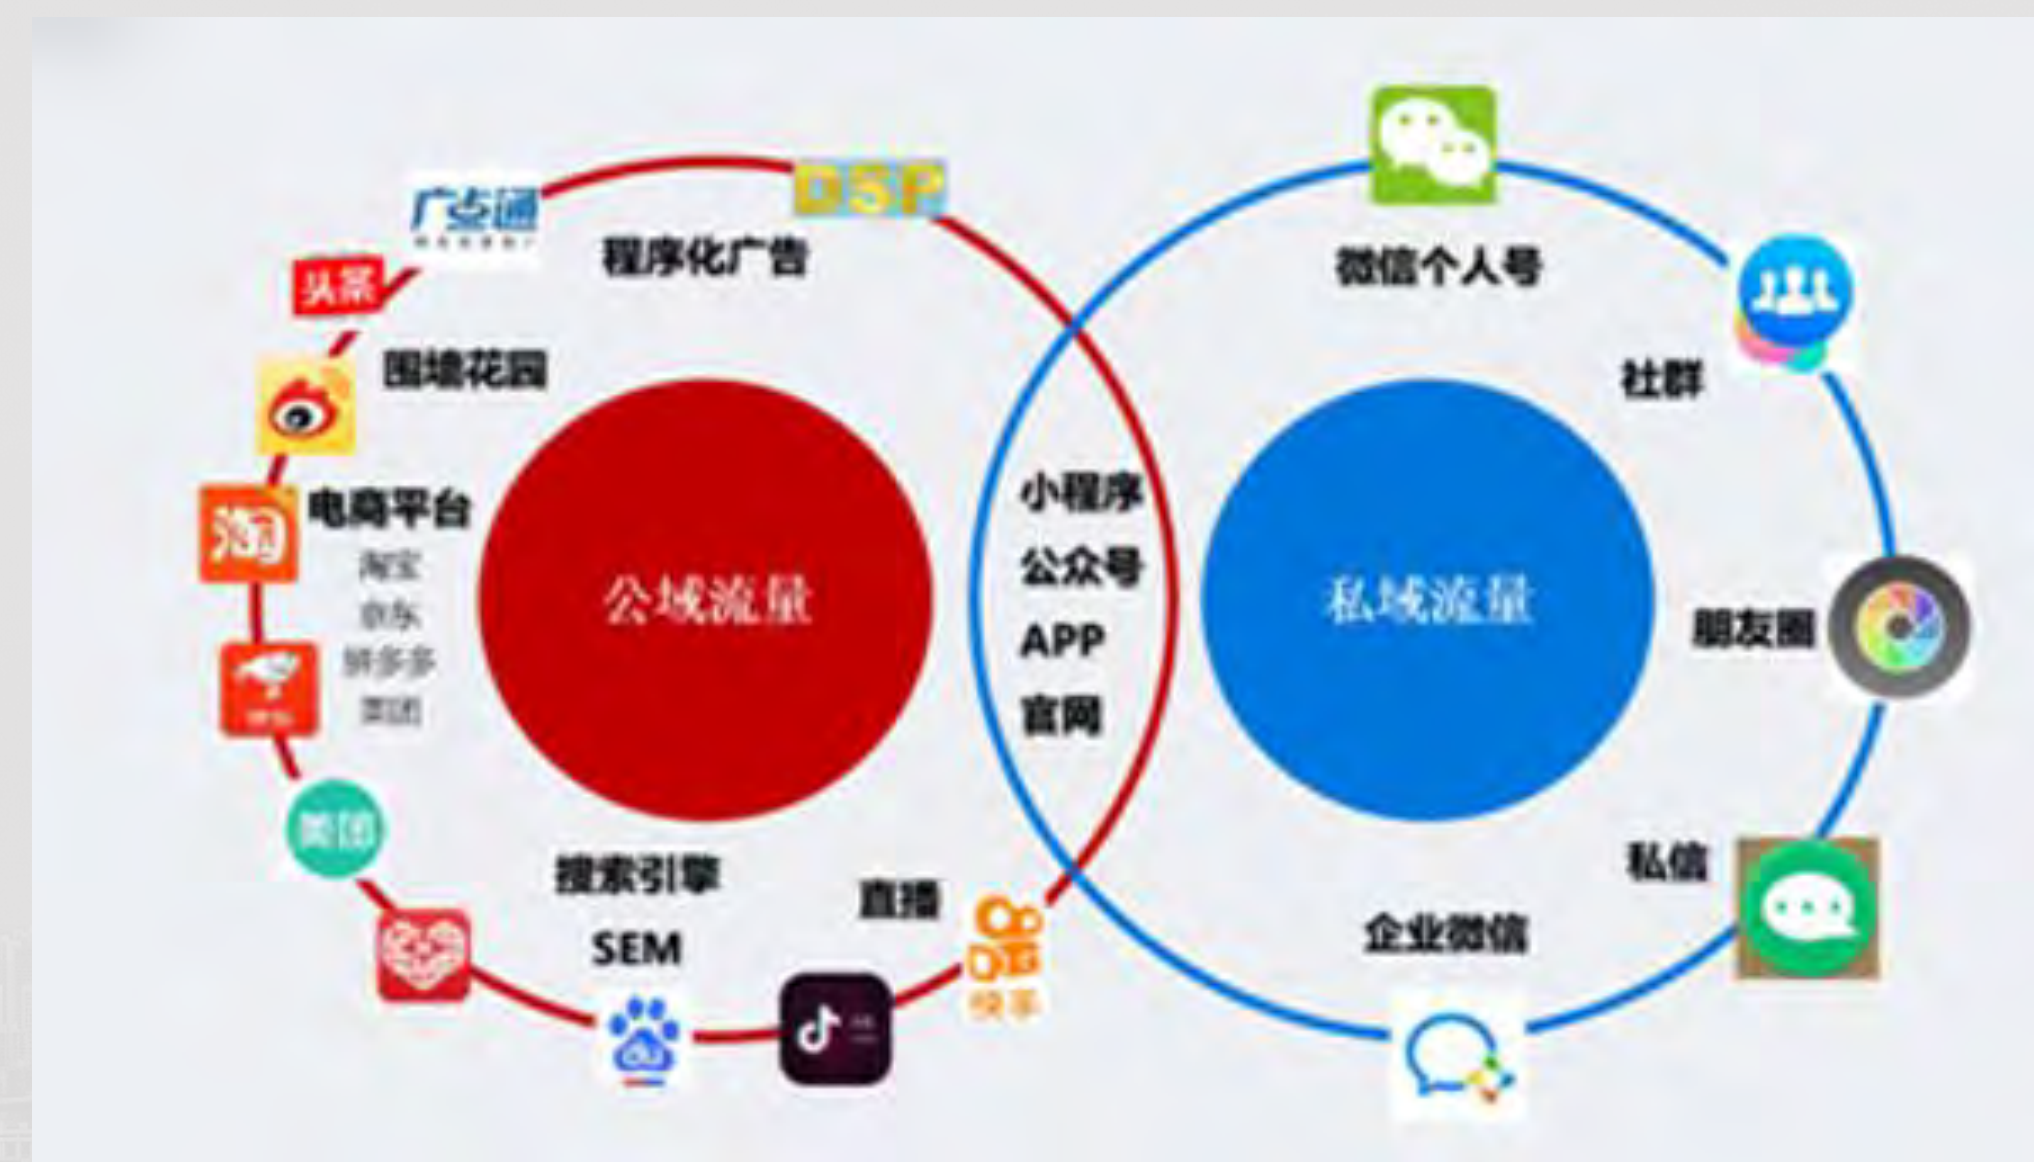 广点通
DSP
程序化广告
头条
围墙花园
淘
电商平台
淘宝
京东
拼多多
美团
美团
公域流量
搜索引擎
SEM
du
直播
快手
小程序
公众号
APP
官网
微信个人号
社群
私域流量
朋友圈
私信
企业微信